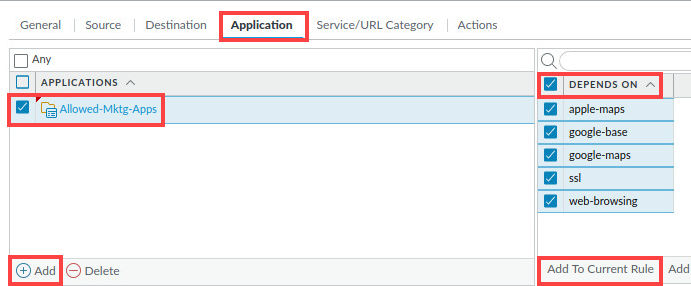 General Source Destination Application Service/URL Category Actions
Any
APPLICATIONS
DEPENDS ON
Allowed-Mktg-Apps
apple-maps
google-base
google-maps
ssl
web-browsing
Add Delete
Add To Current Rule Add